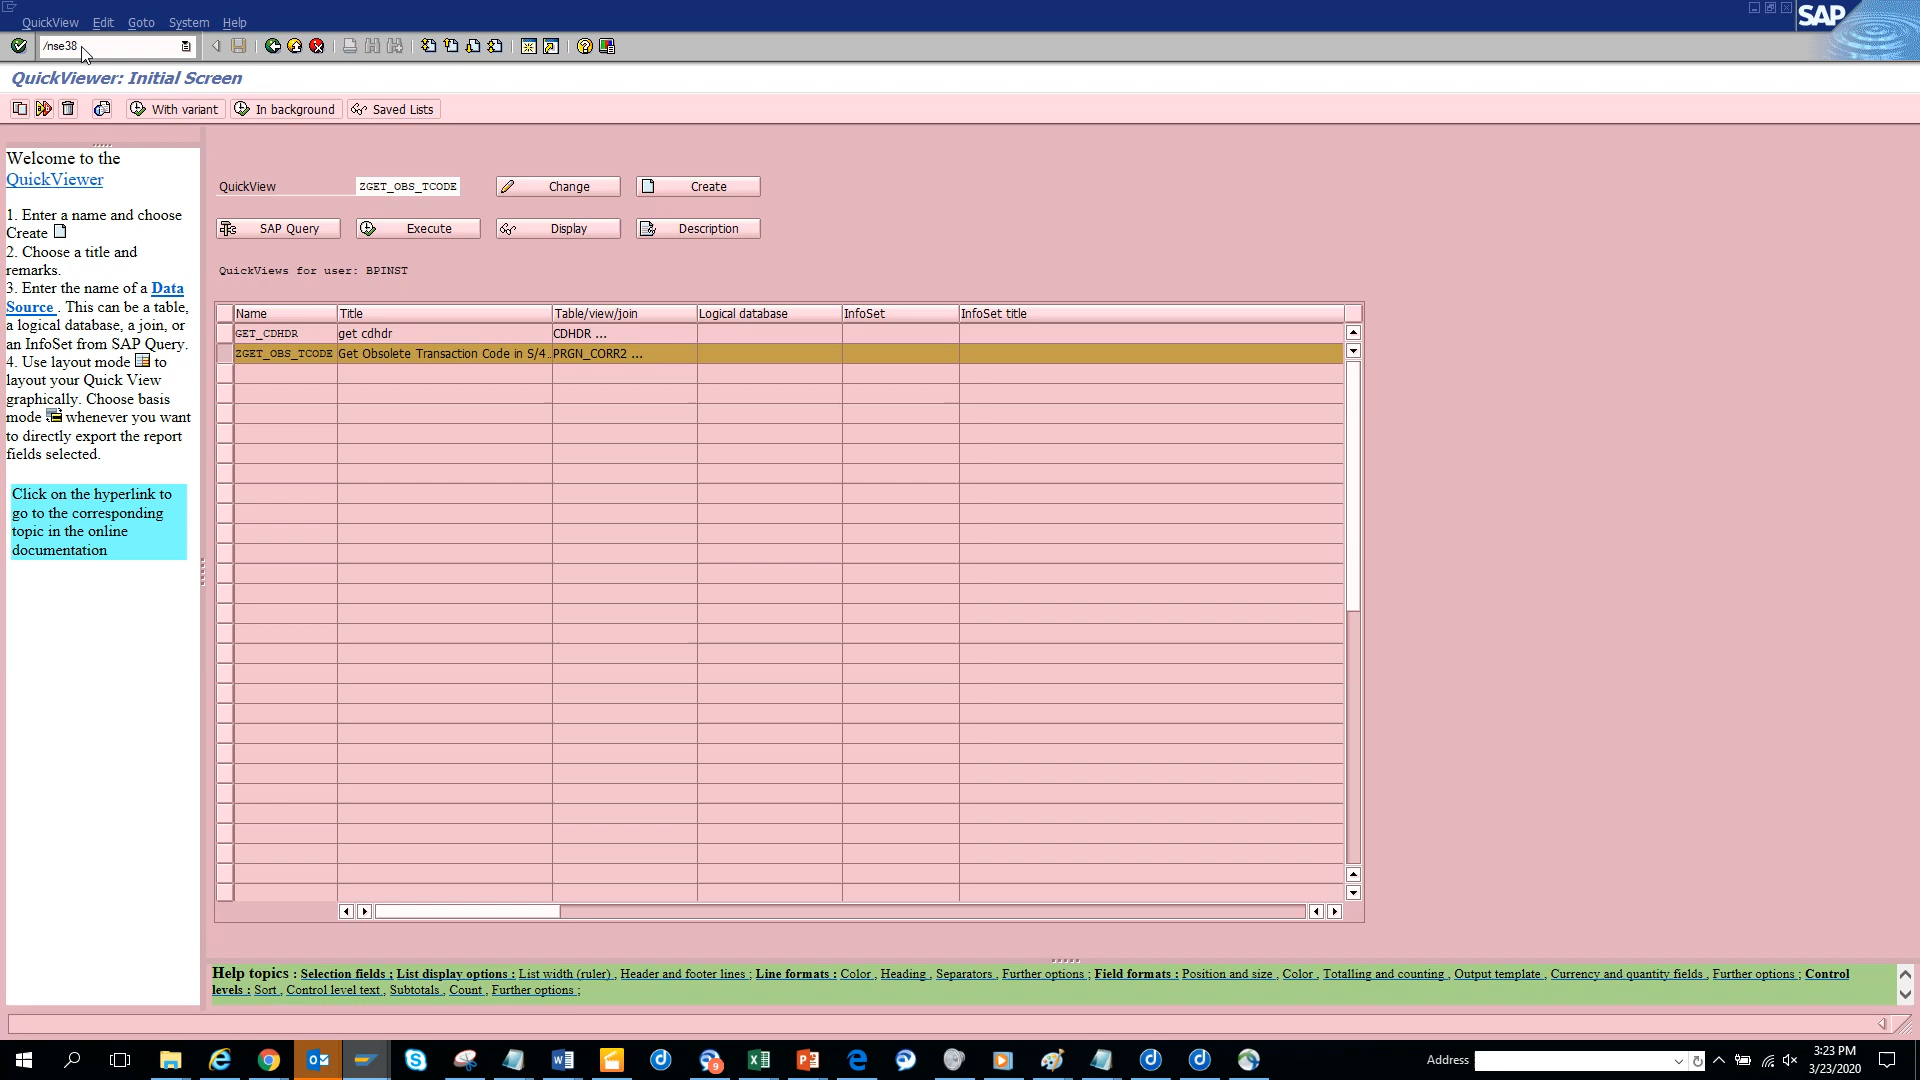 QuickView Edit Goto System Help
SAP
/nse38
QuickViewer: Initial Screen
With variant In background Saved Lists
Welcome to the
QuickViewer
1. Enter a name and choose
Create
2. Choose a title and
remarks.
3. Enter the name of a Data
Source . This can be a table,
a logical database, a join, or
an InfoSet from SAP Query.
4. Use layout mode to
layout your Quick View
graphically. Choose basis
mode whenever you want
to directly export the report
fields selected.
Click on the hyperlink to
go to the corresponding
topic in the online
documentation
QuickView ZGET_OBS_TCODE Change Create
SAP Query Execute Display Description
QuickViews for user: BPINST
Name Title Table/view/join Logical database InfoSet InfoSet title
GET_CDHDR get cdhdr CDHDR ...
ZGET_OBS_TCODE Get Obsolete Transaction Code in S/4.. PRGN_CORR2 ...
Help topics : Selection fields ; List display options : List width (ruler) , Header and footer lines ; Line formats : Color , Heading , Separators , Further options ; Field formats : Position and size , Color , Totalling and counting , Output template , Currency and quantity fields , Further options ; Control
levels : Sort , Control level text , Subtotals , Count , Further options ;
Address
3:23 PM
3/23/2020
9